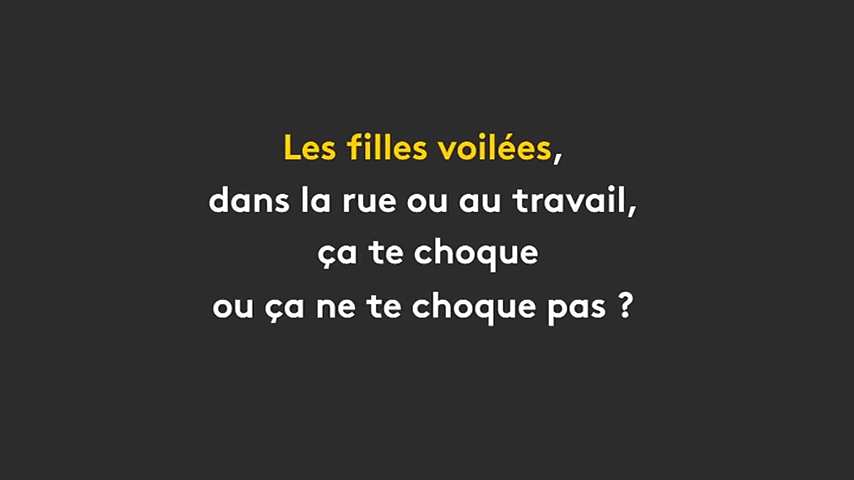 Les filles voilées,
dans la rue ou au travail,
ça te choque
ou ça ne te choque pas ?